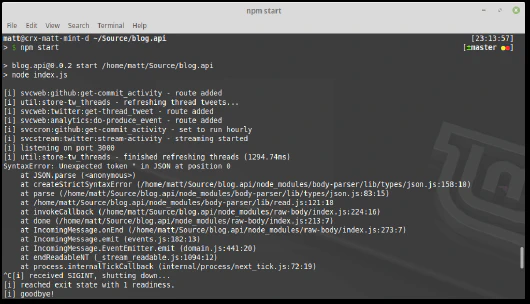 npm start
File Edit View Search Terminal Help
matt@crx-matt-mint-d ~/Source/blog.api [23:13:57]
> $ npm start [±master ●●]
> blog.api@0.0.2 start /home/matt/Source/blog.api
> node index.js
[i] svcweb:github:get-commit_activity - route added
[i] util:store-tw_threads - refreshing thread tweets...
[i] svcweb:twitter:get-thread_tweet - route added
[i] svcweb:analytics:do-produce_event - route added
[i] svccron:github:get-commit_activity - set to run hourly
[i] svcstream:twitter:stream-activity - streaming started
[i] listening on port 3000
[i] util:store-tw_threads - finished refreshing threads (1294.74ms)
SyntaxError: Unexpected token " in JSON at position 0
at JSON.parse (<anonymous>)
at createStrictSyntaxError (/home/matt/Source/blog.api/node_modules/body-parser/lib/types/json.js:158:10)
at parse (/home/matt/Source/blog.api/node_modules/body-parser/lib/types/json.js:83:15)
at /home/matt/Source/blog.api/node_modules/body-parser/lib/read.js:121:18
at invokeCallback (/home/matt/Source/blog.api/node_modules/raw-body/index.js:224:16)
at done (/home/matt/Source/blog.api/node_modules/raw-body/index.js:213:7)
at IncomingMessage.onEnd (/home/matt/Source/blog.api/node_modules/raw-body/index.js:273:7)
at IncomingMessage.emit (events.js:182:13)
at IncomingMessage.EventEmitter.emit (domain.js:441:20)
at endReadableNT (_stream_readable.js:1094:12)
at process.internalTickCallback (internal/process/next_tick.js:72:19)
^C[i] received SIGINT, shutting down...
[i] reached exit state with 1 readiness.
[i] goodbye!